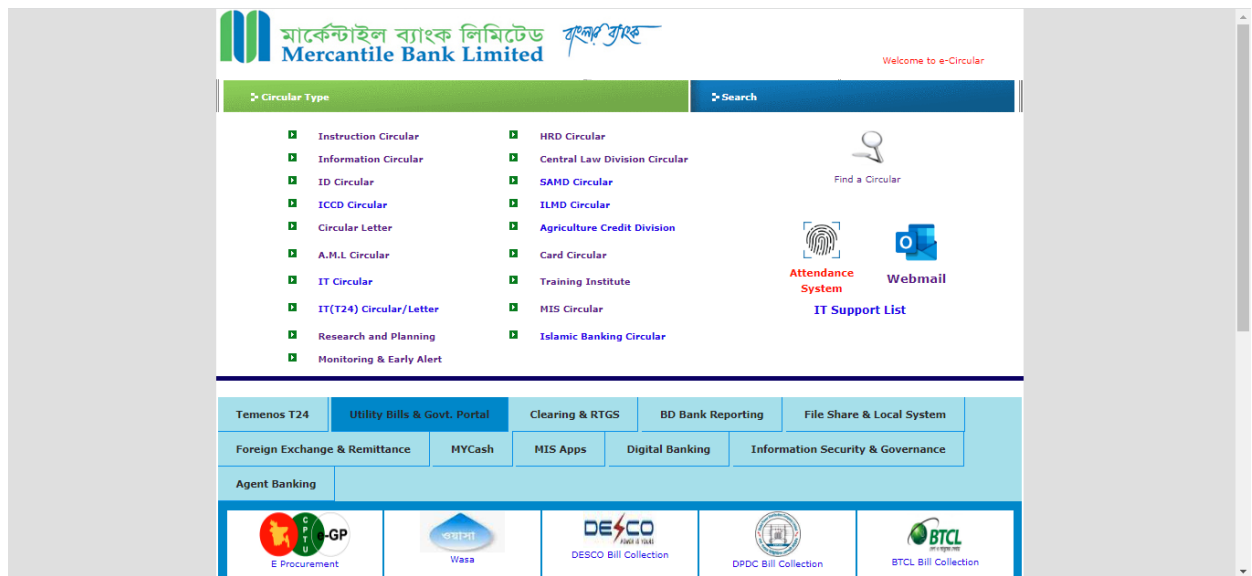 মার্কেন্টাইল ব্যাংক লিমিটেড বাংলার ব্যাংক
Mercantile Bank Limited
Welcome to e-Circular
Circular Type
Search
Instruction Circular
HRD Circular
Information Circular
Central Law Division Circular
ID Circular
SAMD Circular
Find a Circular
ICCD Circular
ILMD Circular
Circular Letter
Agriculture Credit Division
A.M.L Circular
Card Circular
Attendance
System
Webmail
IT Circular
Training Institute
IT(T24) Circular/Letter
MIS Circular
IT Support List
Research and Planning
Islamic Banking Circular
Monitoring & Early Alert
Temenos T24
Utility Bills & Govt. Portal
Clearing & RTGS
BD Bank Reporting
File Share & Local System
Foreign Exchange & Remittance
MYCash
MIS Apps
Digital Banking
Information Security & Governance
Agent Banking
CPTU
e-GP
E Procurement
ওয়াসা
Wasa
DESCO
DESCO Bill Collection
DPDC Bill Collection
BTCL
BTCL Bill Collection